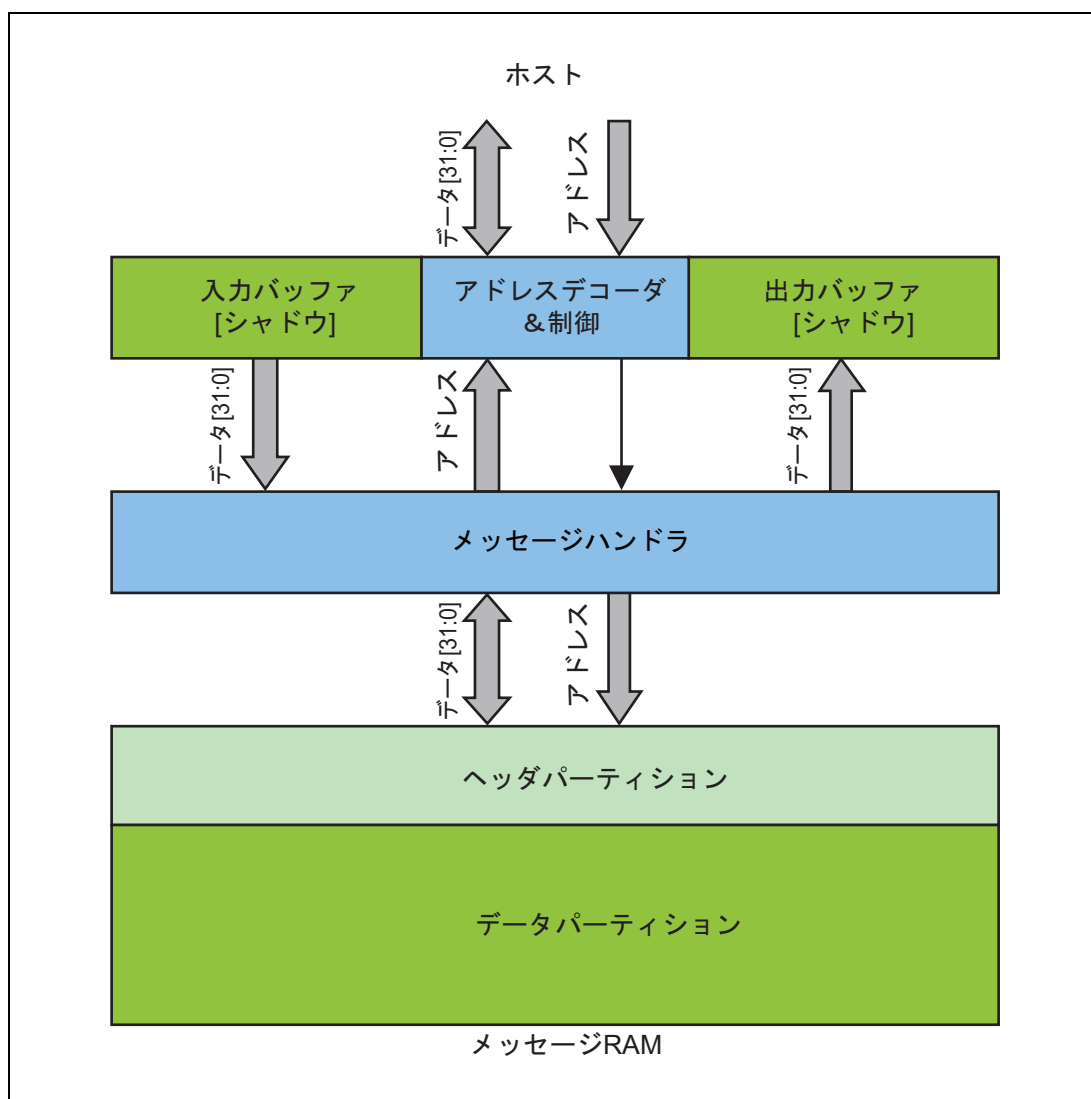 ホスト
データ[31:0]
アドレス
入力バッファ
[シャドウ]
アドレスデコーダ
&制御
出力バッファ
[シャドウ]
データ[31:0]
アドレス
データ[31:0]
メッセージハンドラ
データ[31:0]
アドレス
ヘッダパーティション
データパーティション
メッセージRAM